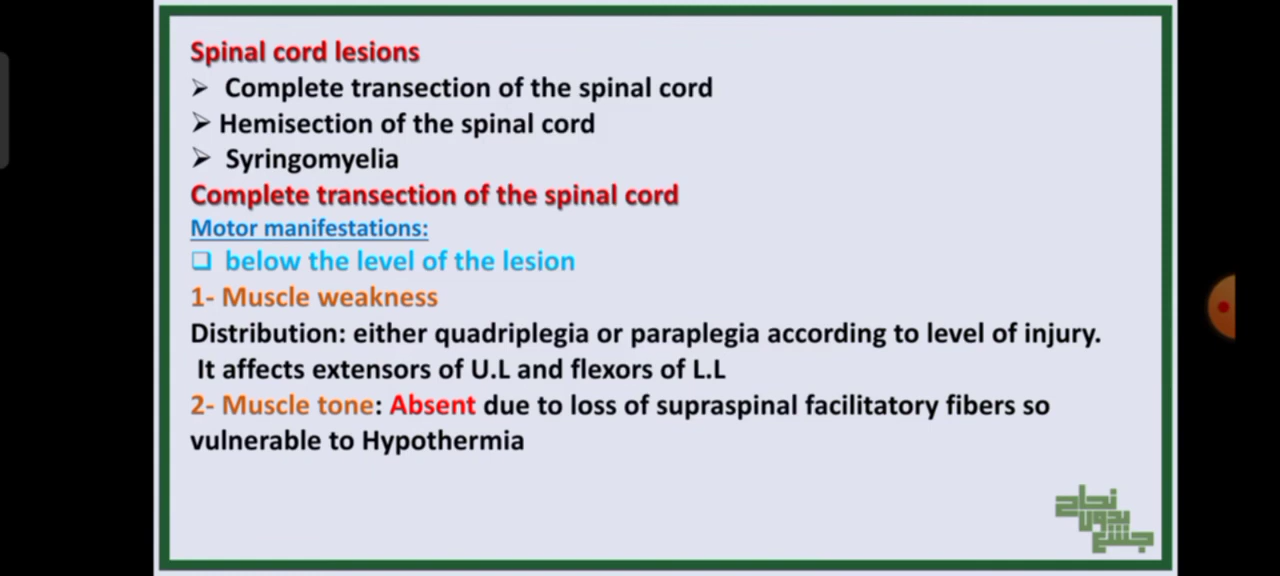 Spinal cord lesions
➢ Complete transection of the spinal cord
➢ Hemisection of the spinal cord
➢ Syringomyelia
Complete transection of the spinal cord
Motor manifestations:
❑ below the level of the lesion
1- Muscle weakness
Distribution: either quadriplegia or paraplegia according to level of injury.
It affects extensors of U.L and flexors of L.L
2- Muscle tone: Absent due to loss of supraspinal facilitatory fibers so
vulnerable to Hypothermia
نجاح
بدون
جشع